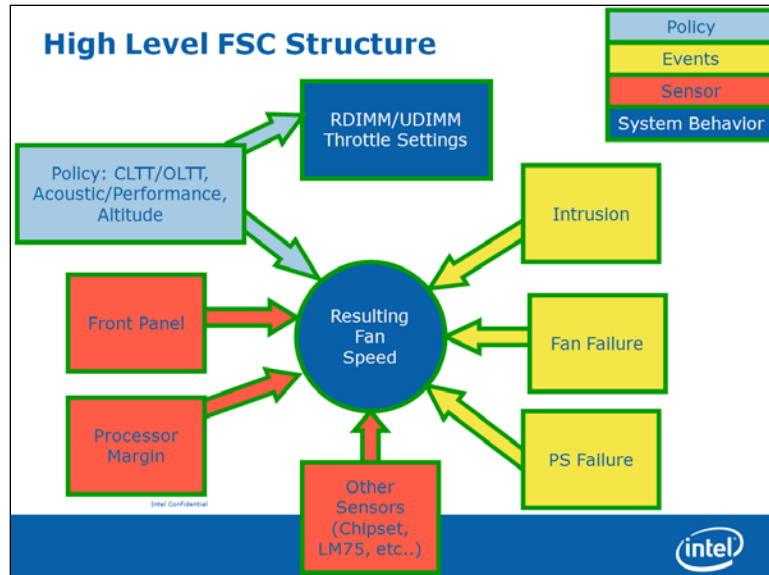 High Level FSC Structure
Policy
Events
Sensor
System Behavior
RDIMM/UDIMM
Throttle Settings
Policy: CLTT/OLTT,
Acoustic/Performance,
Altitude
Intrusion
Front Panel
Resulting
Fan
Speed
Fan Failure
Processor
Margin
PS Failure
Other
Sensors
(Chipset,
LM75, etc..)
Intel Confidential
intel